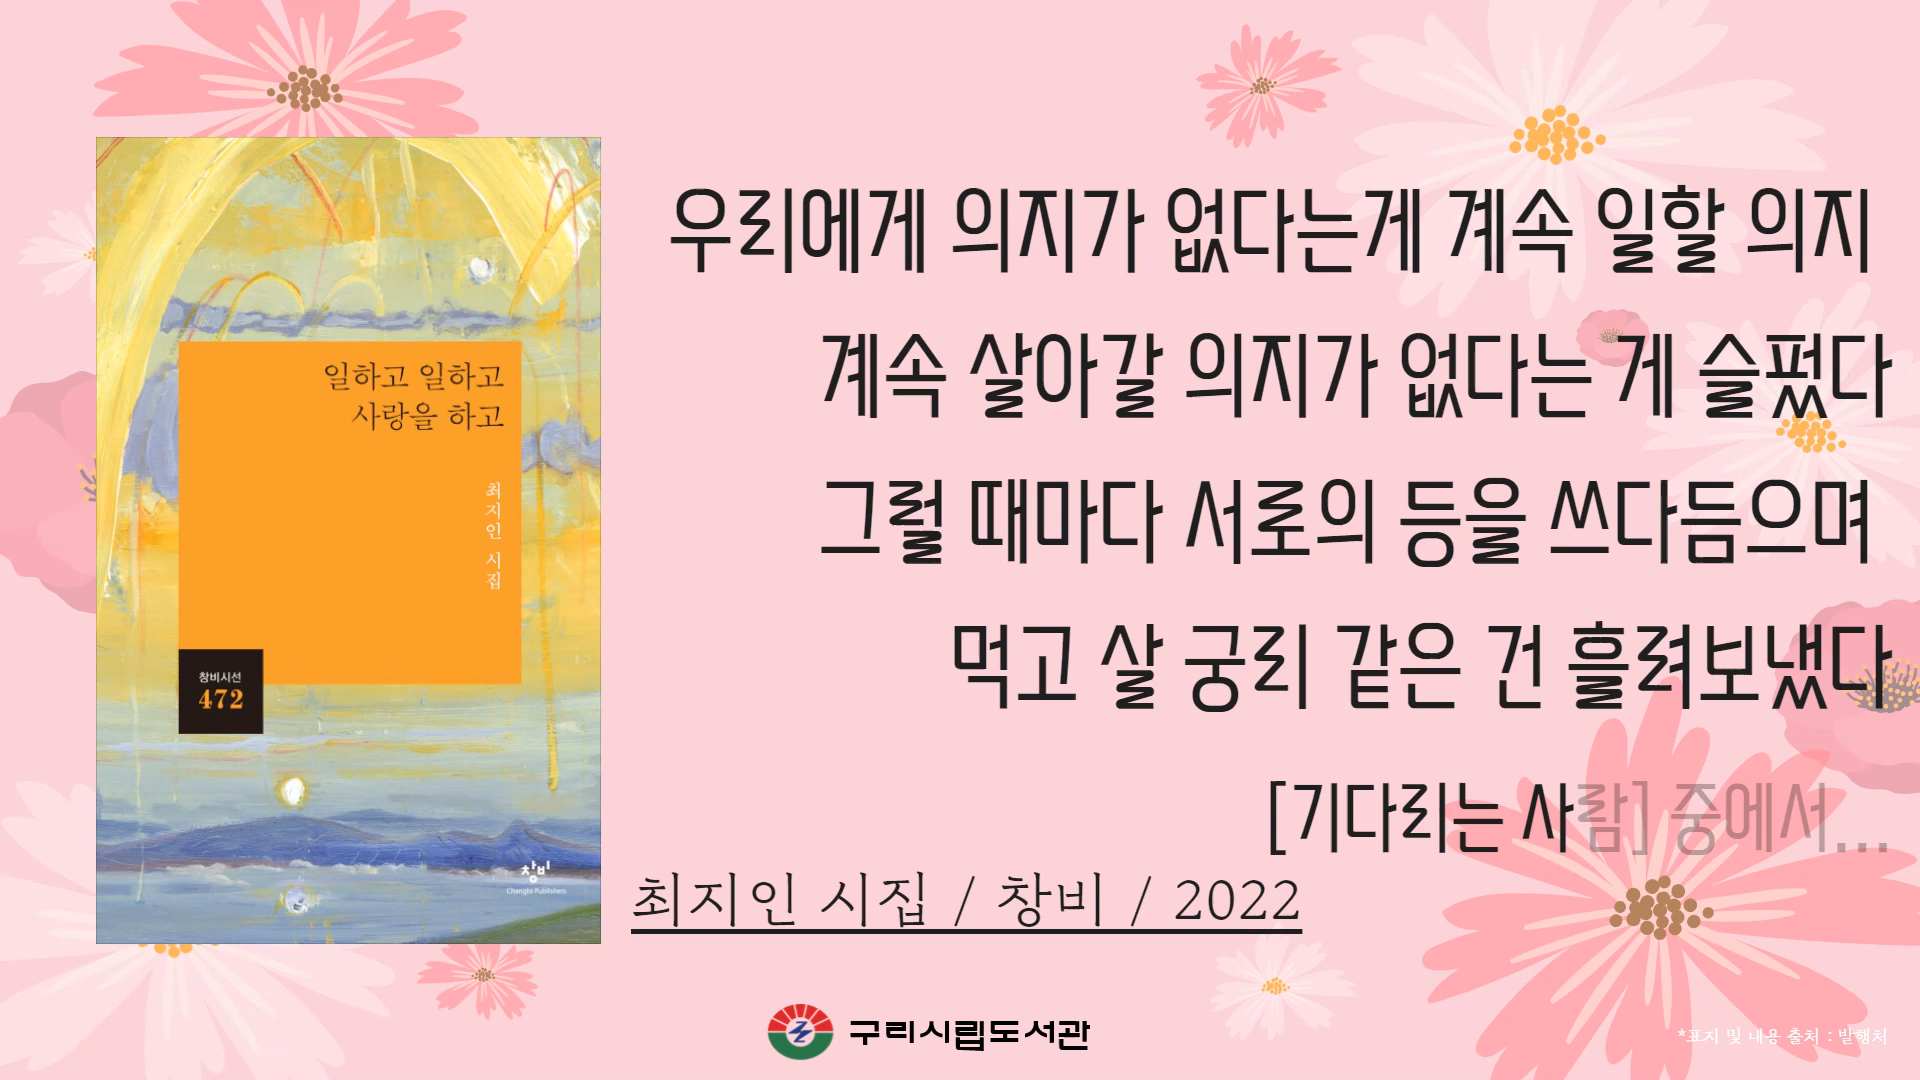 일하고 일하고
사랑을 하고
최지인 시집
창비시선
472
창비
Changbi Publishers
우리에게 의지가 없다는게 계속 일할 의지
계속 살아갈 의지가 없다는 게 슬펐다
그럴 때마다 서로의 등을 쓰다듬으며
먹고 살 궁리 같은 건 흘려보냈다
[기다리는 사람] 중에서...
최지인 시집 / 창비 / 2022
구리시립도서관
*표지 및 내용 출처 : 발행처